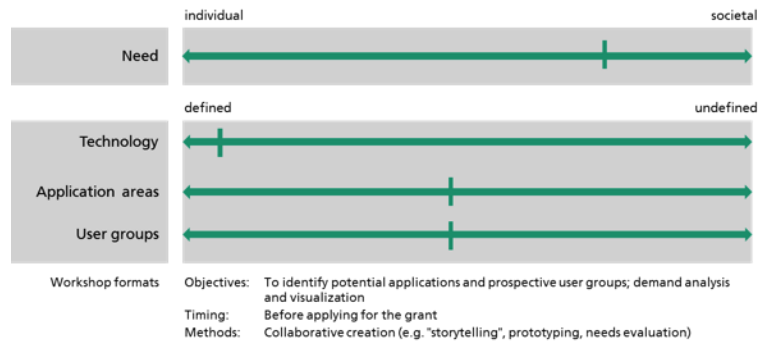 individual societal
Need
defined undefined
Technology
Application areas
User groups
Workshop formats Objectives: To identify potential applications and prospective user groups; demand analysis
and visualization
Timing: Before applying for the grant
Methods: Collaborative creation (e.g. "storytelling", prototyping, needs evaluation)